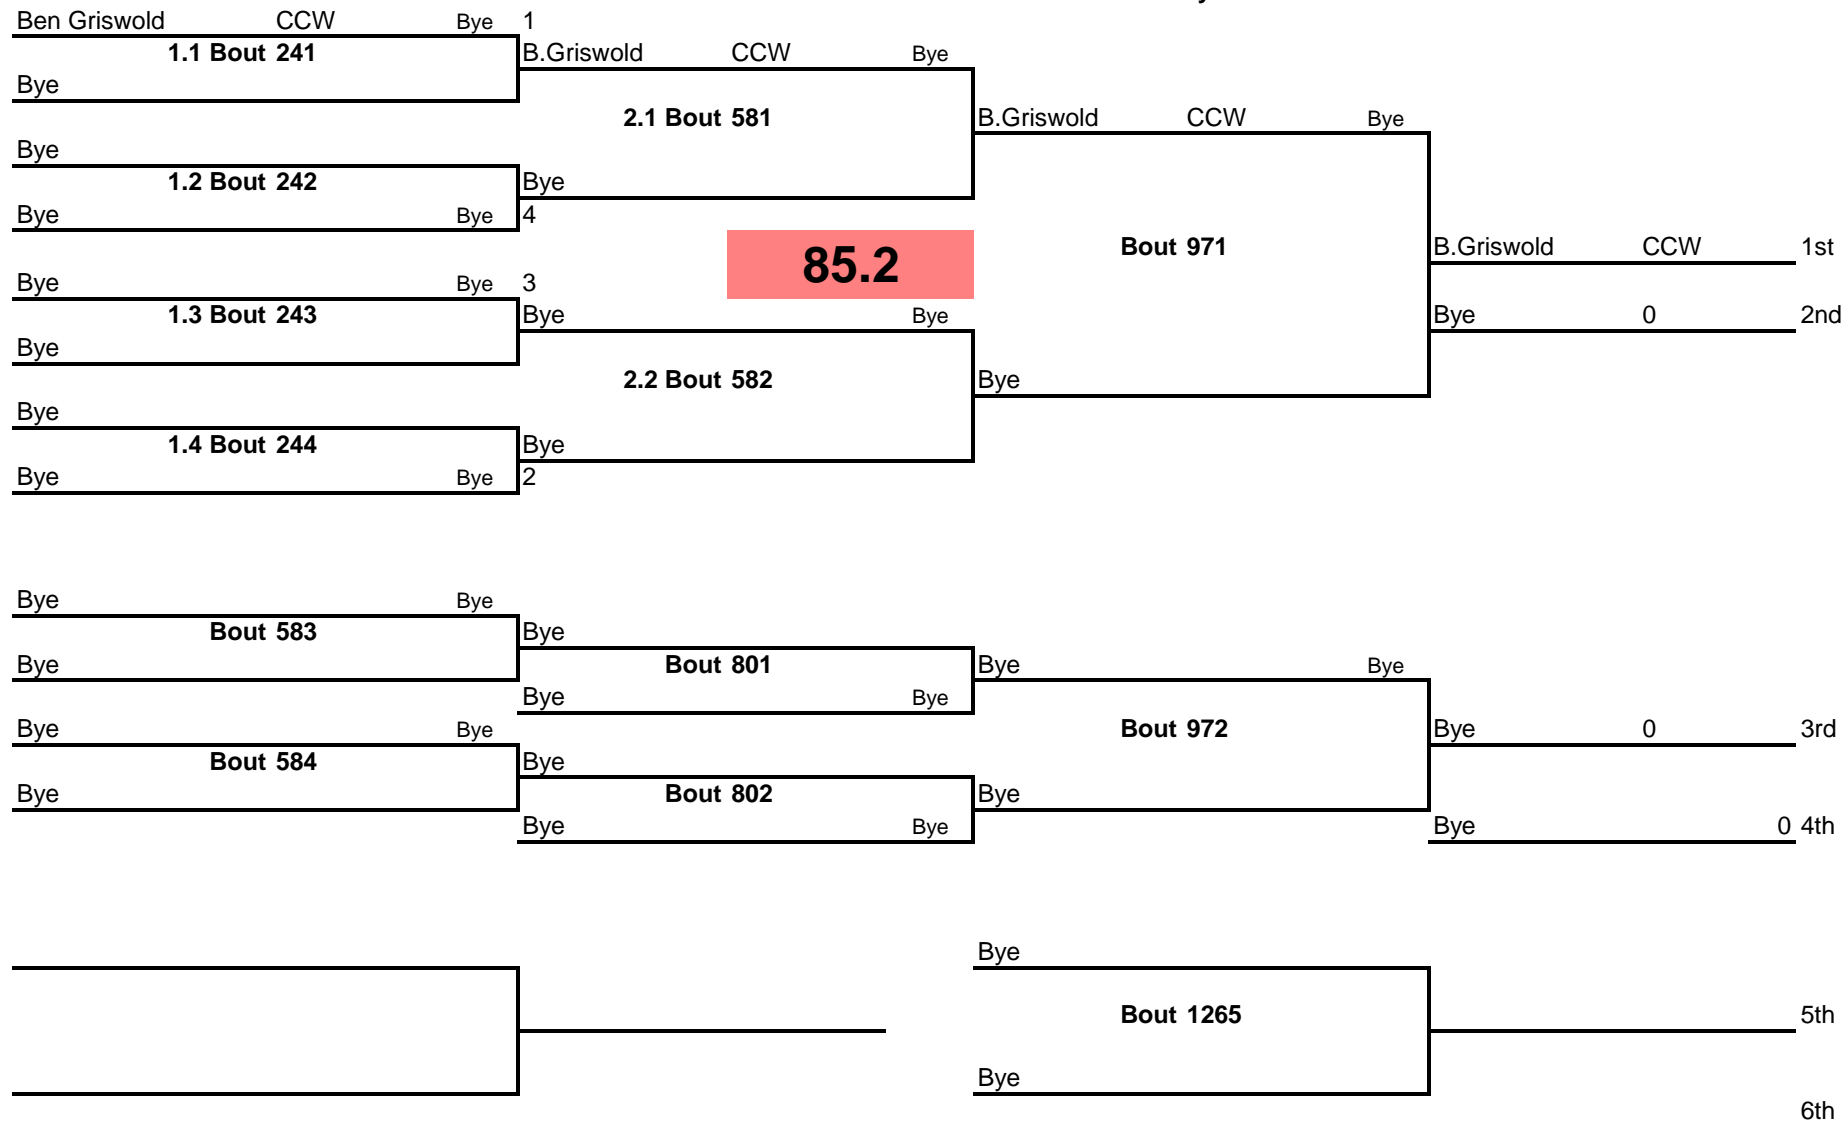 Ben Griswold CCW Bye 1
1.1 Bout 241 B.Griswold CCW Bye
Bye
2.1 Bout 581 B.Griswold CCW Bye
Bye
1.2 Bout 242 Bye
Bye Bye 4
85.2 Bout 971 B.Griswold CCW 1st
Bye Bye 3
1.3 Bout 243 Bye Bye Bye 0 2nd
Bye
2.2 Bout 582 Bye
Bye
1.4 Bout 244 Bye
Bye Bye 2
Bye Bye
Bout 583 Bye
Bye Bout 801 Bye Bye
Bye Bye
Bye Bye Bout 972 Bye 0 3rd
Bout 584 Bye
Bye Bout 802 Bye
Bye Bye Bye 0 4th
Bye
Bout 1265 5th
Bye
6th